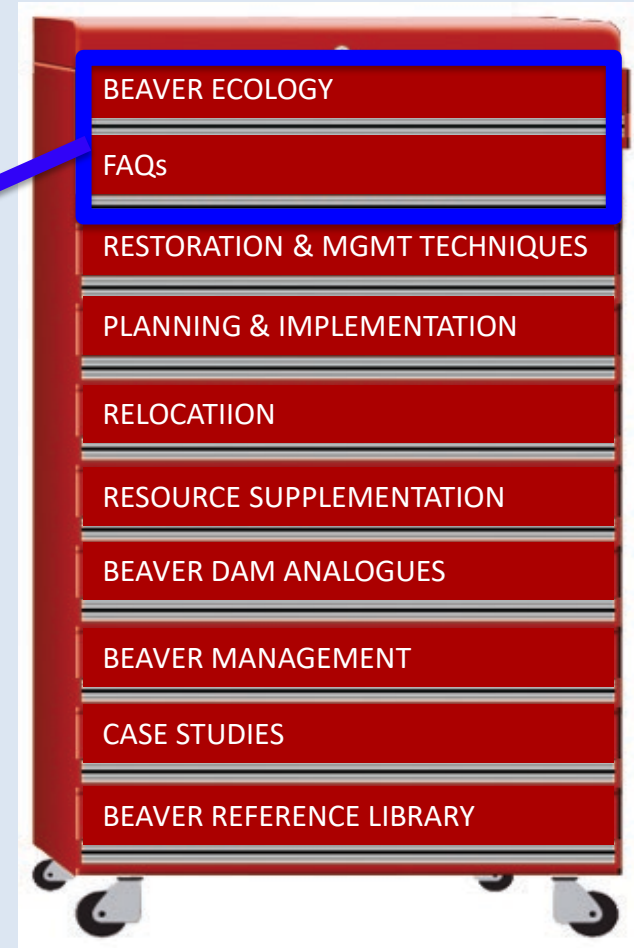 BEAVER ECOLOGY
FAQs
RESTORATION & MGMT TECHNIQUES
PLANNING & IMPLEMENTATION
RELOCATIION
RESOURCE SUPPLEMENTATION
BEAVER DAM ANALOGUES
BEAVER MANAGEMENT
CASE STUDIES
BEAVER REFERENCE LIBRARY